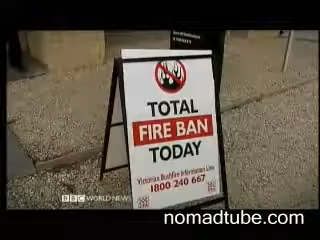 TOTAL
FIRE BAN
TODAY
Victorian Bushfire Information Line
1800 240 667
BBC WORLD NEWS
nomadtube.com